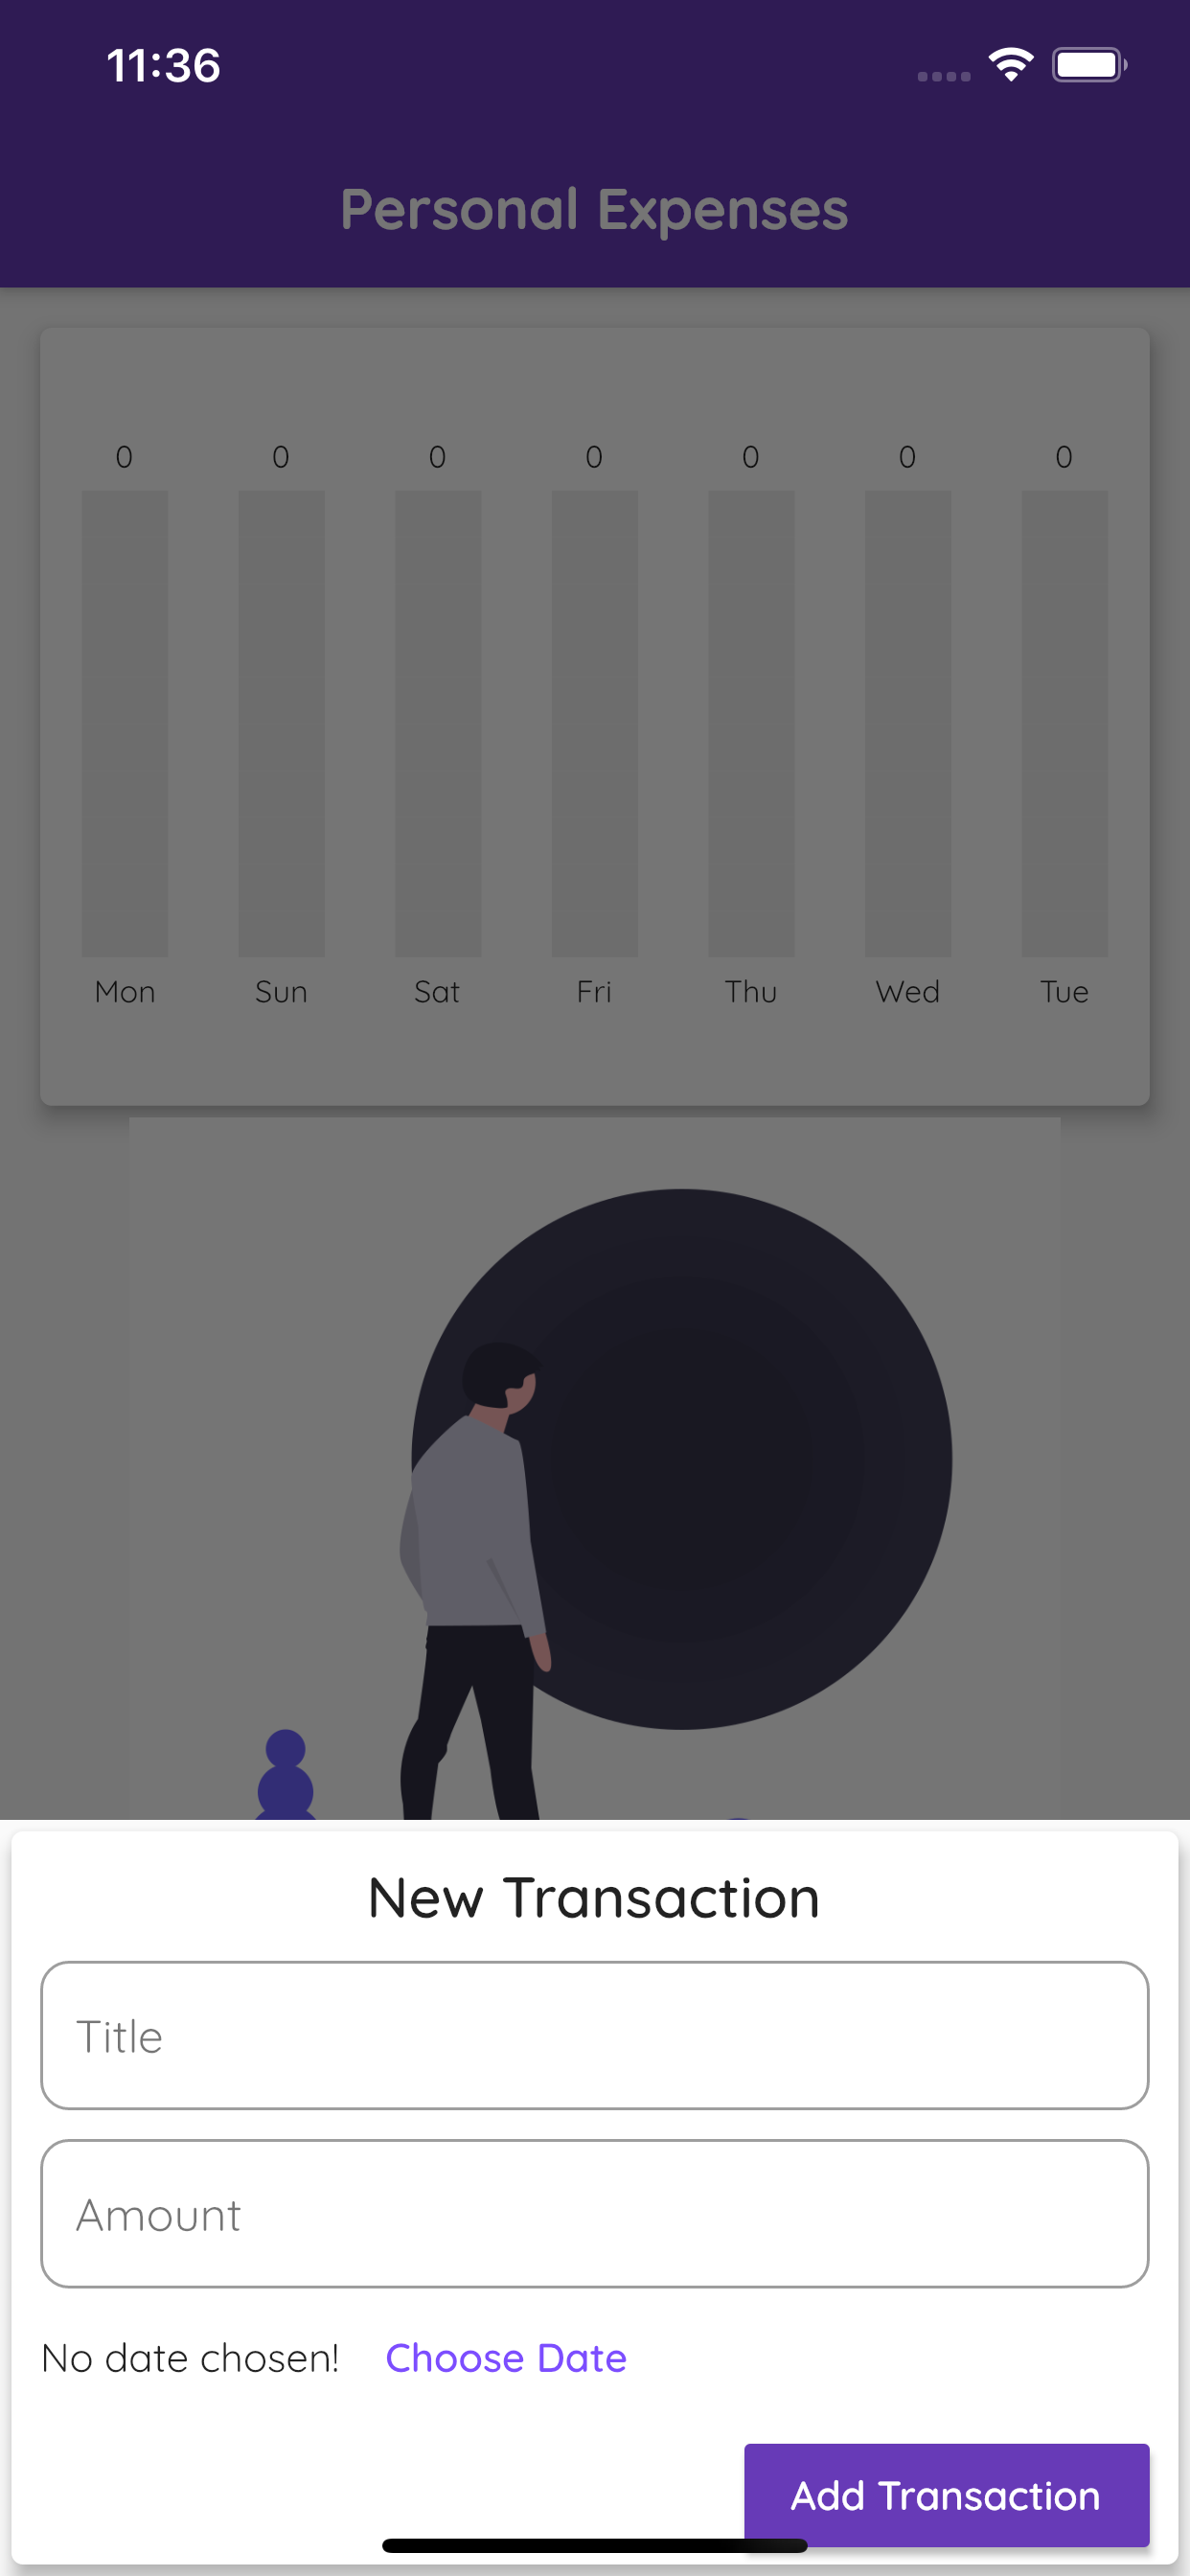 11:36
Personal Expenses
0 0 0 0 0 0 0
Mon Sun Sat Fri Thu Wed Tue
New Transaction
Title
Amount
No date chosen! Choose Date
Add Transaction